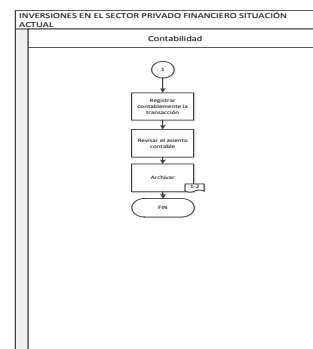 INVERSIONES EN EL SECTOR PRIVADO FINANCIERO SITUACIÓN
ACTUAL
Contabilidad
1
Registrar
contablemente la
transacción
Revisar el asiento
contable
Archivar
1-2
FIN